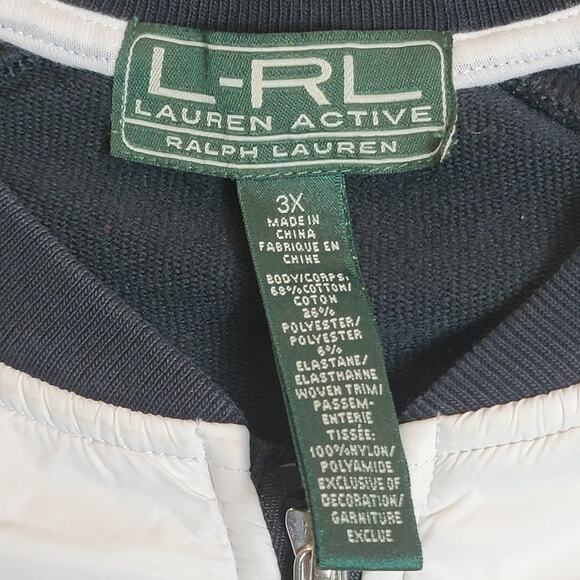 L-RL
LAUREN ACTIVE
RALPH LAUREN
3X
MADE IN
CHINA
FABRIQUE EN
CHINE
BODY/CORPS:
68%COTTON/
COTON
26%
POLYESTER/
POLYESTER
6%
ELASTANE/
ELASTHANNE
WOVEN TRIM/
PASSEM-
ENTERIE
TISSÉE:
100%NYLON/
POLYAMIDE
EXCLUSIVE OF
DECORATION/
GARNITURE
EXCLUE